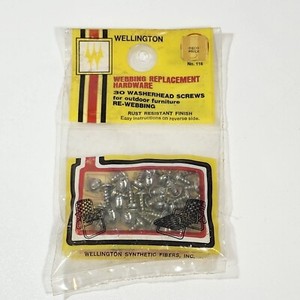 WELLINGTON
No. 116
WEBBING REPLACEMENT
HARDWARE
30 WASHERHEAD SCREWS
for outdoor furniture
RE-WEBBING
RUST RESISTANT FINISH
Easy instructions on reverse side.
WELLINGTON SYNTHETIC FIBERS, INC.